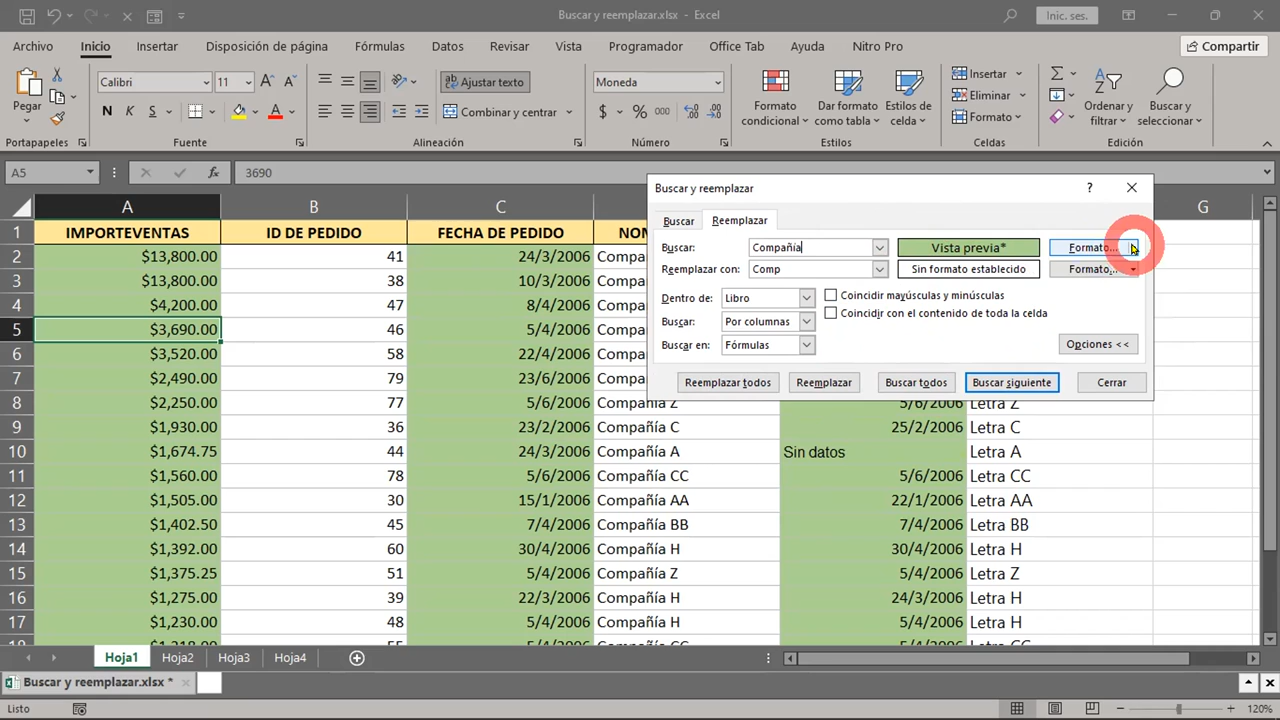 Buscar y reemplazar.xlsx - Excel
Inic. ses.
Archivo Inicio Insertar Disposición de página Fórmulas Datos Revisar Vista Programador Office Tab Ayuda Nitro Pro Compartir
Pegar
Calibri 11
N K S
ab Ajustar texto
Combinar y centrar
Moneda
$ % 000
Formato condicional
Dar formato como tabla
Estilos de celda
Insertar
Eliminar
Formato
Ordenar y filtrar
Buscar y seleccionar
Portapapeles Fuente Alineación Número Estilos Celdas Edición
A5 fx 3690
A B C G
1 IMPORTEVENTAS ID DE PEDIDO FECHA DE PEDIDO
2 $13,800.00 41 24/3/2006
3 $13,800.00 38 10/3/2006
4 $4,200.00 47 8/4/2006
5 $3,690.00 46 5/4/2006
6 $3,520.00 58 22/4/2006
7 $2,490.00 79 23/6/2006
8 $2,250.00 77 5/6/2006 Compañía Z 5/6/2006 Letra Z
9 $1,930.00 36 23/2/2006 Compañía C 25/2/2006 Letra C
10 $1,674.75 44 24/3/2006 Compañía A Sin datos Letra A
11 $1,560.00 78 5/6/2006 Compañía CC 5/6/2006 Letra CC
12 $1,505.00 30 15/1/2006 Compañía AA 22/1/2006 Letra AA
13 $1,402.50 45 7/4/2006 Compañía BB 7/4/2006 Letra BB
14 $1,392.00 60 30/4/2006 Compañía H 30/4/2006 Letra H
15 $1,375.25 51 5/4/2006 Compañía Z 5/4/2006 Letra Z
16 $1,275.00 39 22/3/2006 Compañía H 24/3/2006 Letra H
17 $1,230.00 48 5/4/2006 Compañía H 5/4/2006 Letra H
18
Buscar y reemplazar ?
Buscar Reemplazar
Buscar: Compañía Vista previa* Formato...
Reemplazar con: Comp Sin formato establecido Formato...
Dentro de: Libro Coincidir mayúsculas y minúsculas
Coincidir con el contenido de toda la celda
Buscar: Por columnas
Buscar en: Fórmulas Opciones <<
Reemplazar todos Reemplazar Buscar todos Buscar siguiente Cerrar
Hoja1 Hoja2 Hoja3 Hoja4
Buscar y reemplazar.xlsx *
Listo 120%